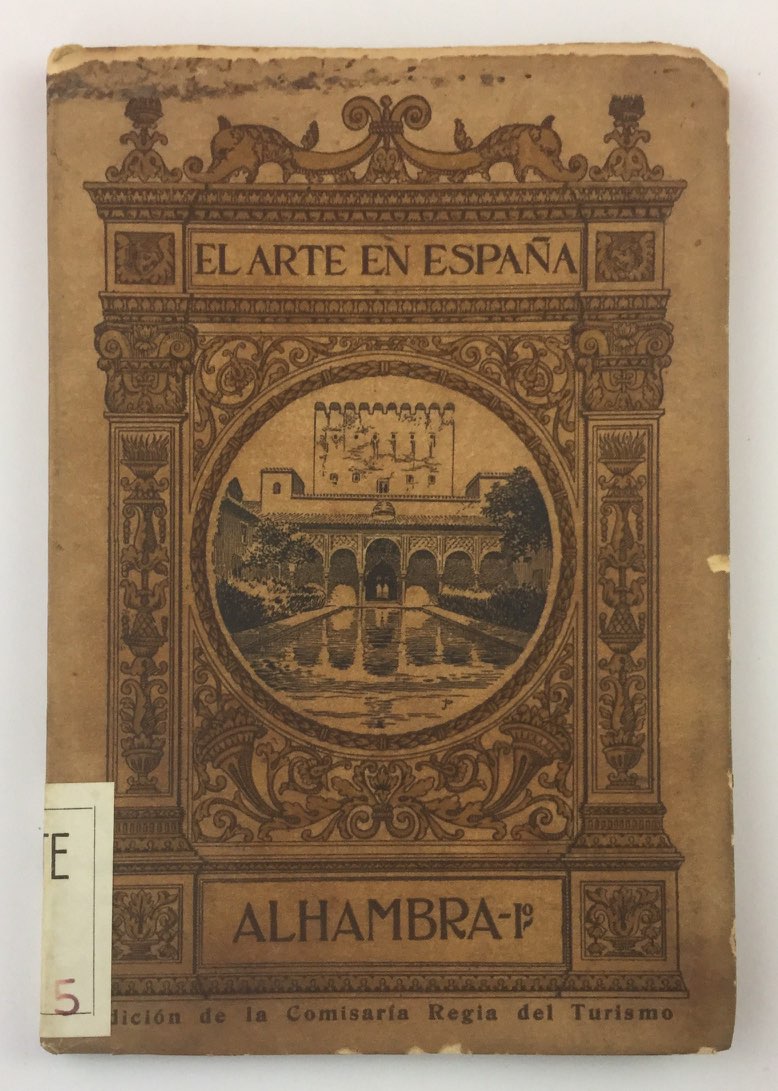 EL ARTE EN ESPAÑA
ALHAMBRA-1º
TE
5
dición de la Comisaría Regia del Turismo